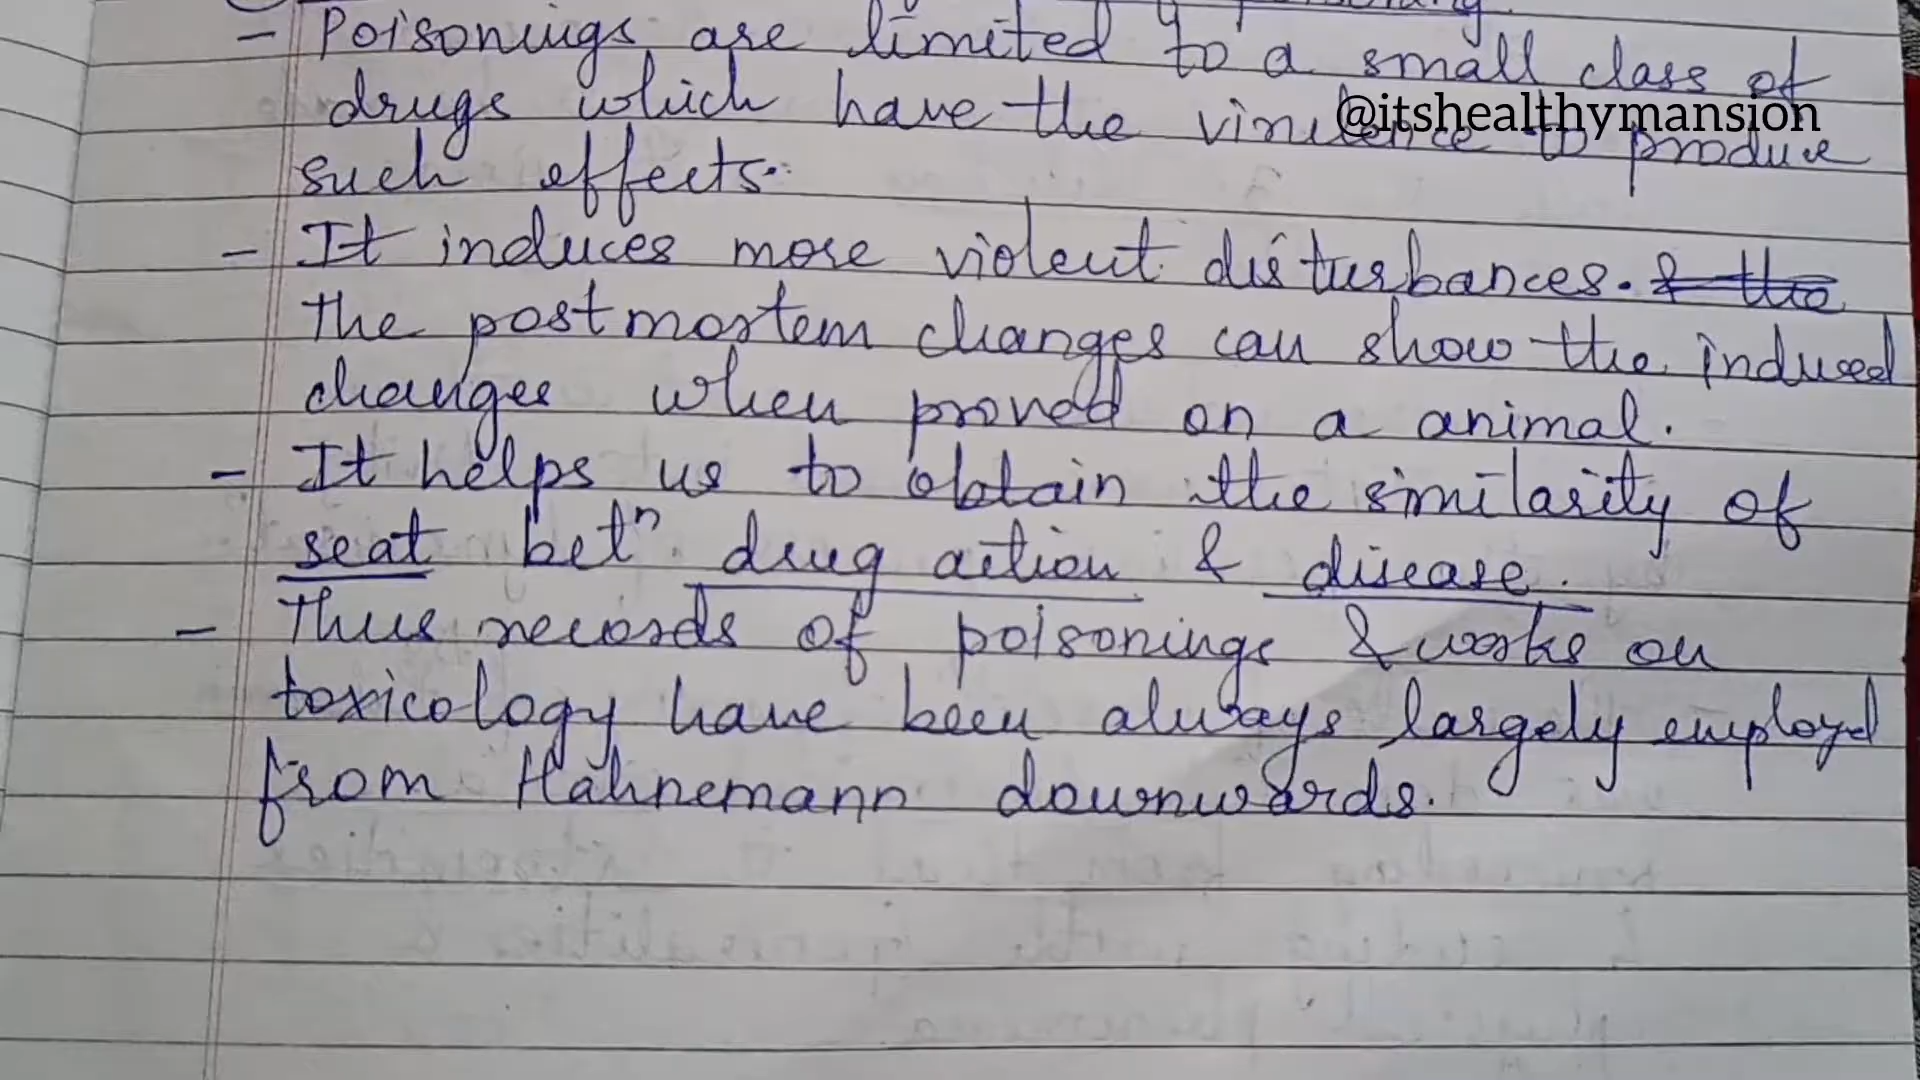 - Poisonings are limited to a small class of
drugs which have the virulence to produce
@itshealthymansion
such effects.
- It induces more violent disturbances. & the
The postmortem changes can show the induced
changes when proved on a animal.
- It helps us to obtain the similarity of
seat betⁿ drug action & disease.
- Thus records of poisonings & works on
toxicology have been always largely employd
from Hahnemann downwards.